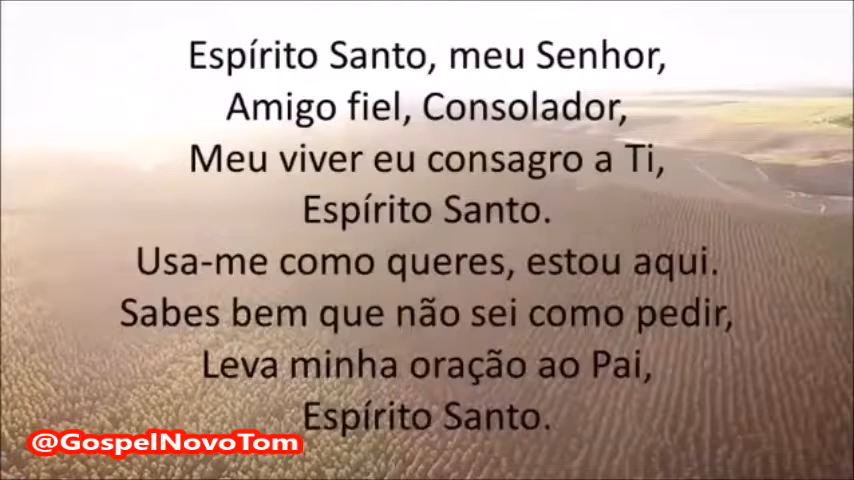 Espírito Santo, meu Senhor,
Amigo fiel, Consolador,
Meu viver eu consagro a Ti,
Espírito Santo.
Usa-me como queres, estou aqui.
Sabes bem que não sei como pedir,
Leva minha oração ao Pai,
Espírito Santo.
@GospelNovoTom